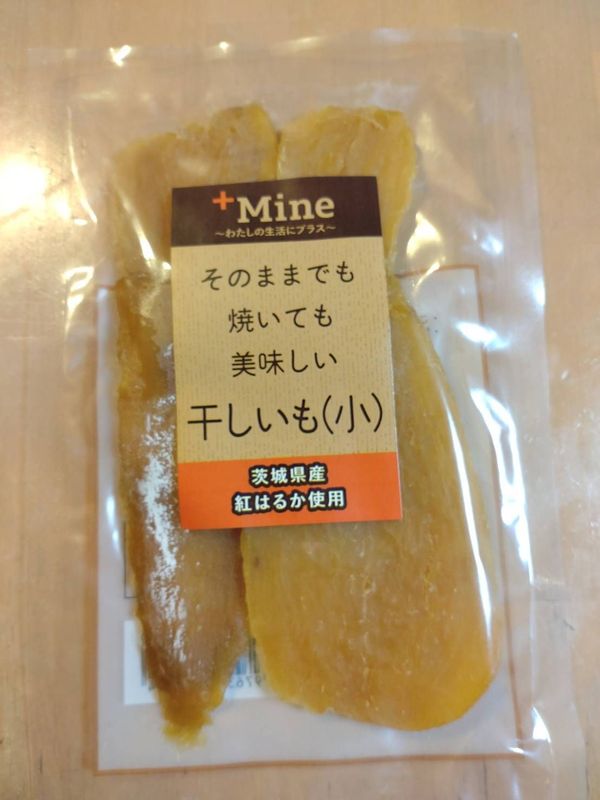 +Mine
～わたしの生活にプラス～
そのままでも
焼いても
美味しい
干しいも(小)
茨城県産
紅はるか使用